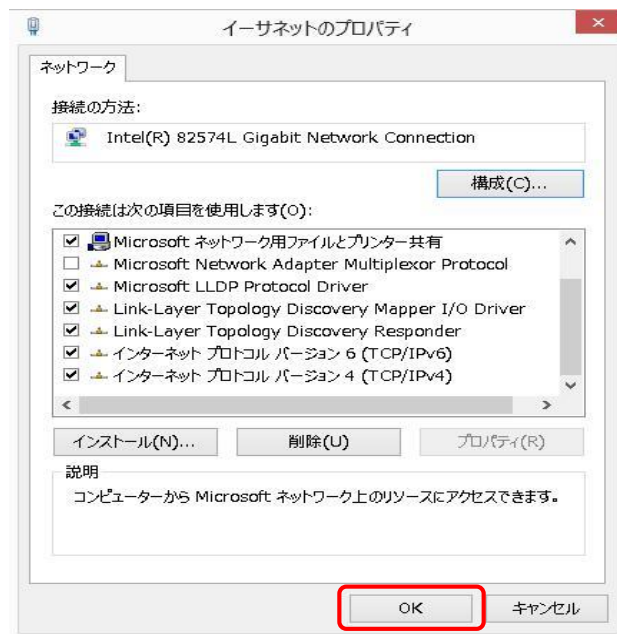 イーサネットのプロパティ
ネットワーク
接続の方法:
Intel(R) 82574L Gigabit Network Connection
構成(C)...
この接続は次の項目を使用します(O):
Microsoft ネットワーク用ファイルとプリンター共有
Microsoft Network Adapter Multiplexor Protocol
Microsoft LLDP Protocol Driver
Link-Layer Topology Discovery Mapper I/O Driver
Link-Layer Topology Discovery Responder
インターネット プロトコル バージョン 6 (TCP/IPv6)
インターネット プロトコル バージョン 4 (TCP/IPv4)
インストール(N)...
削除(U)
プロパティ(R)
説明
コンピューターから Microsoft ネットワーク上のリソースにアクセスできます。
OK
キャンセル